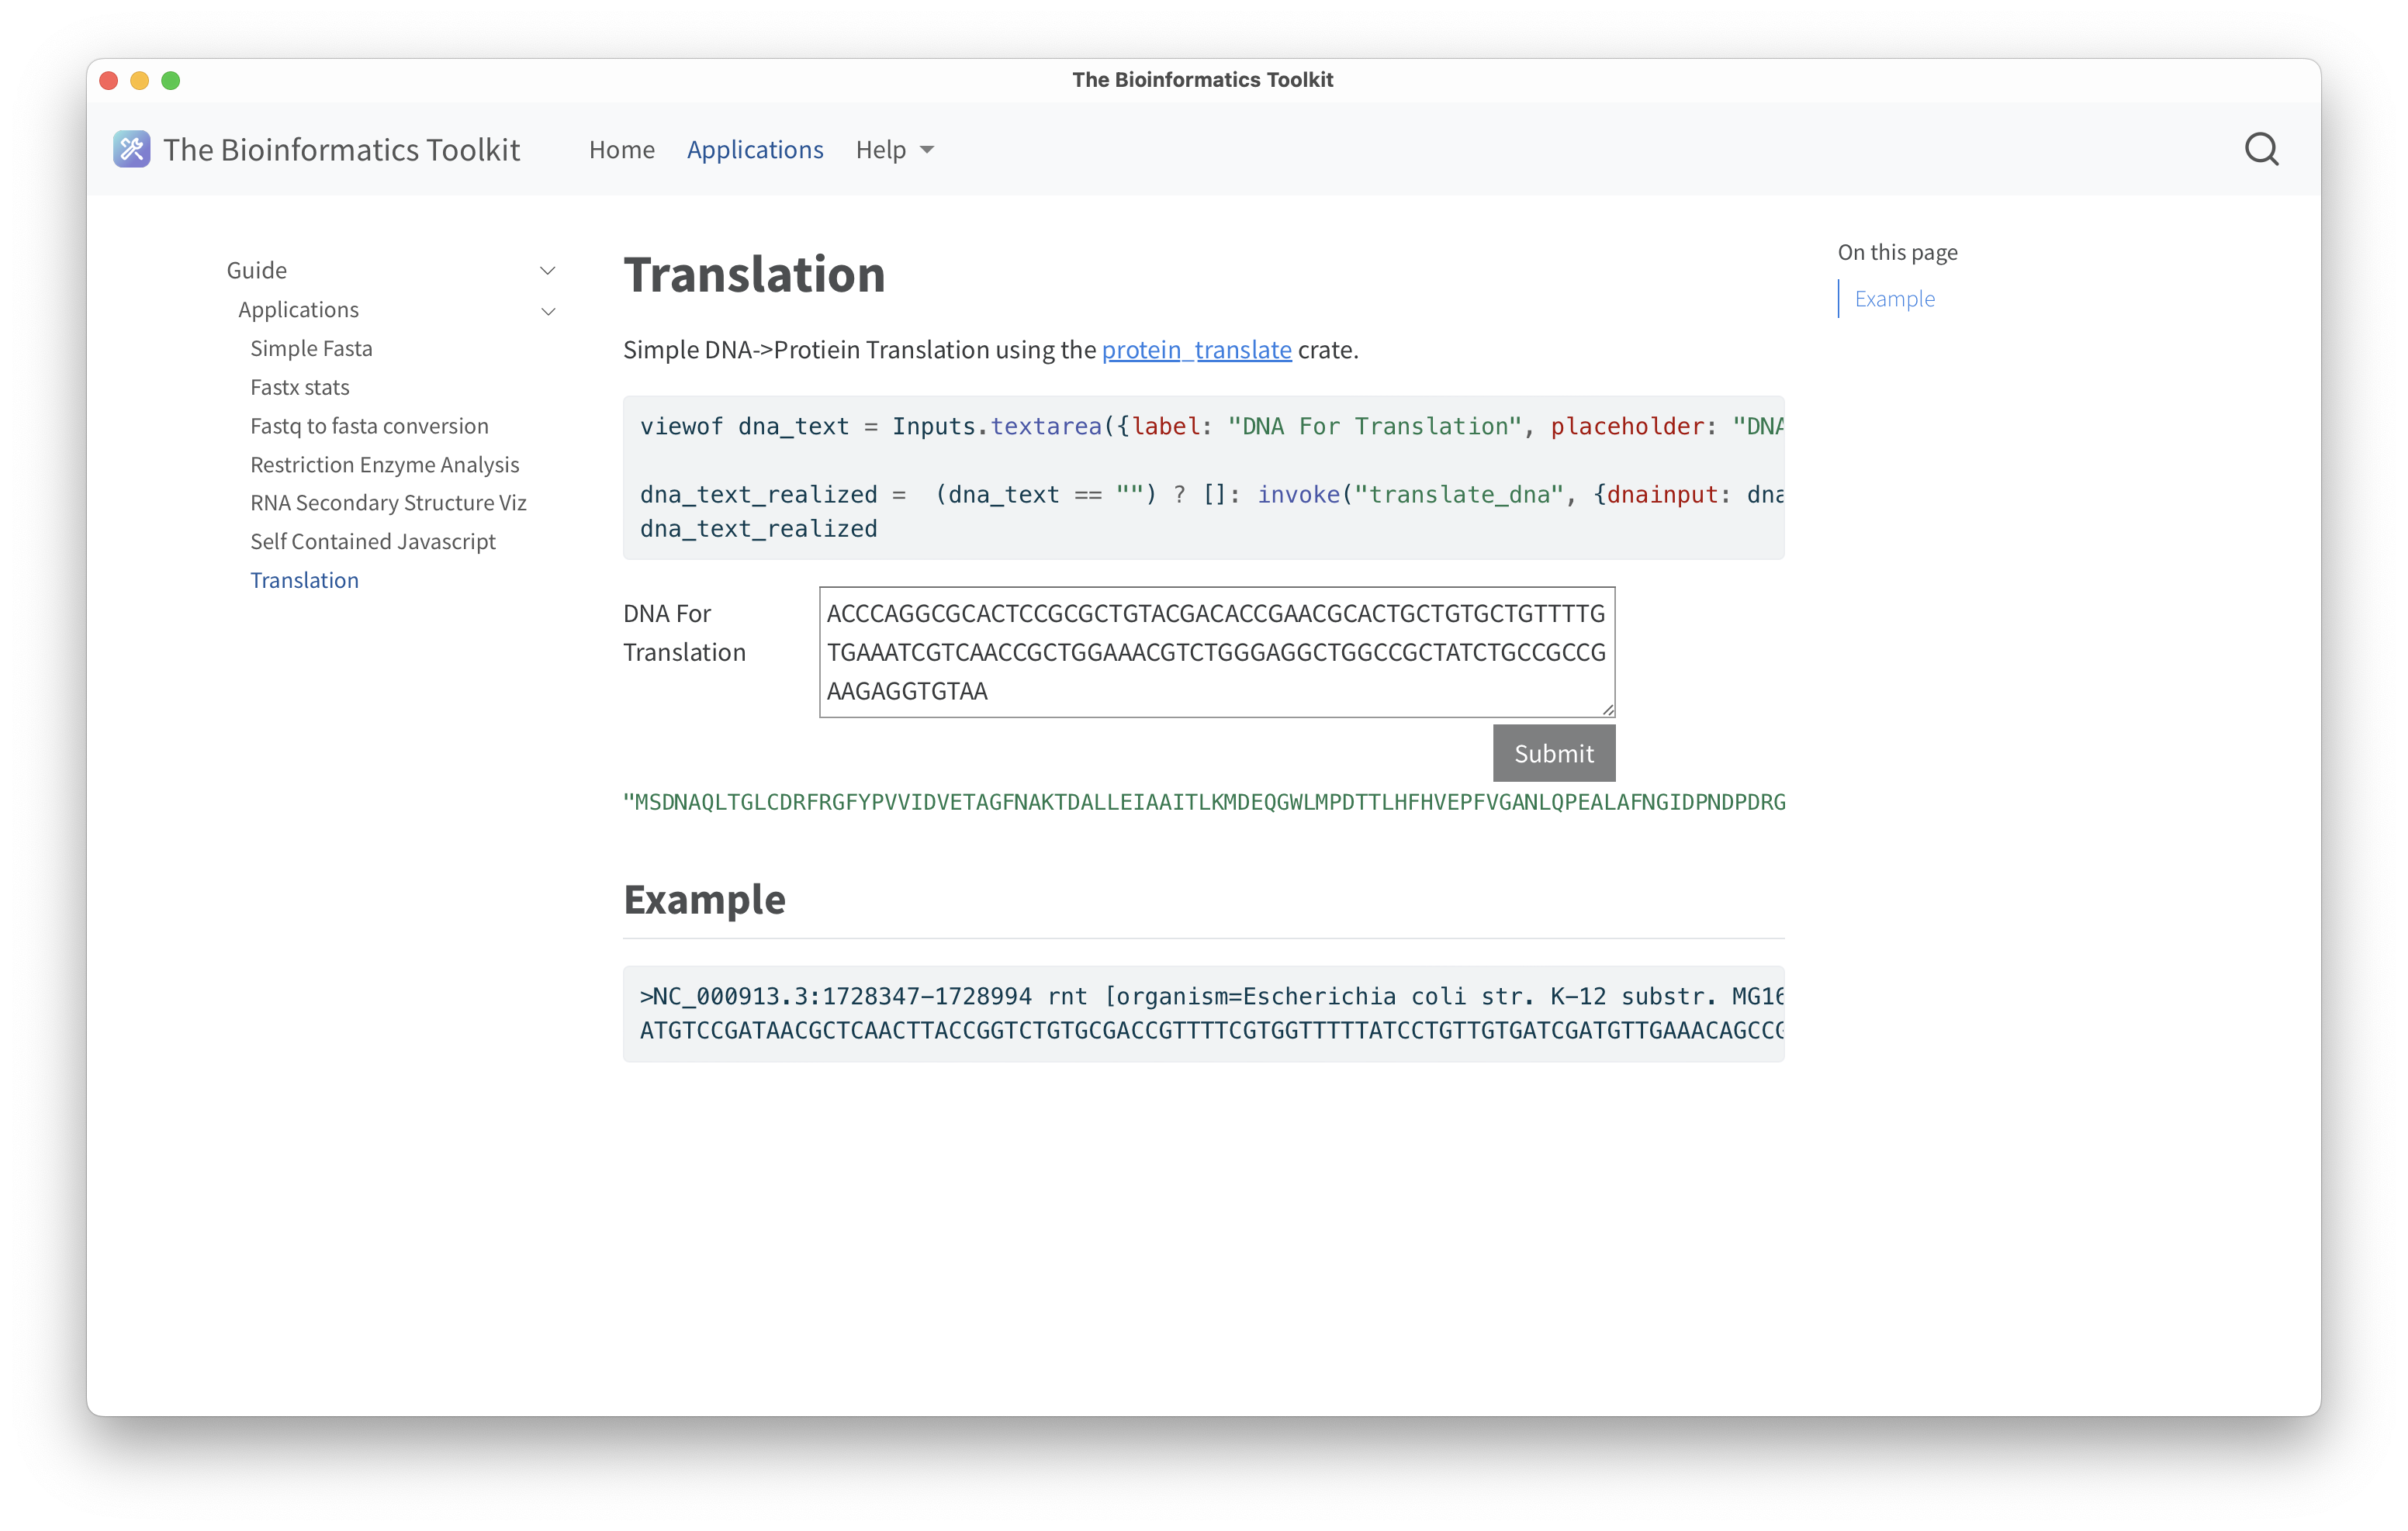 The Bioinformatics Toolkit
The Bioinformatics Toolkit
Home
Applications
Help
Guide
Applications
Simple Fasta
Fastx stats
Fastq to fasta conversion
Restriction Enzyme Analysis
RNA Secondary Structure Viz
Self Contained Javascript
Translation
Translation
Simple DNA->Protiein Translation using the protein_translate crate.
viewof dna_text = Inputs.textarea({label: "DNA For Translation", placeholder: "DNA
dna_text_realized =  (dna_text == "") ? []: invoke("translate_dna", {dnainput: dna
dna_text_realized
DNA For
Translation
ACCCAGGCGCACTCCGCGCTGTACGACACCGAACGCACTGCTGTGCTGTTTTG
TGAAATCGTCAACCGCTGGAAACGTCTGGGAGGCTGGCCGCTATCTGCCGCCG
AAGAGGTGTAA
Submit
"MSDNAQLTGLCDRFRGFYPVVIDVETAGFNAKTDALLEIAAITLKMDEQGWLMPDTTLHFHVEPFVGANLQPEALAFNGIDPNDPDRG
Example
>NC_000913.3:1728347-1728994 rnt [organism=Escherichia coli str. K-12 substr. MG16
ATGTCCGATAACGCTCAACTTACCGGTCTGTGCGACCGTTTTCGTGGTTTTTATCCTGTTGTGATCGATGTTGAAACAGCCG
On this page
Example